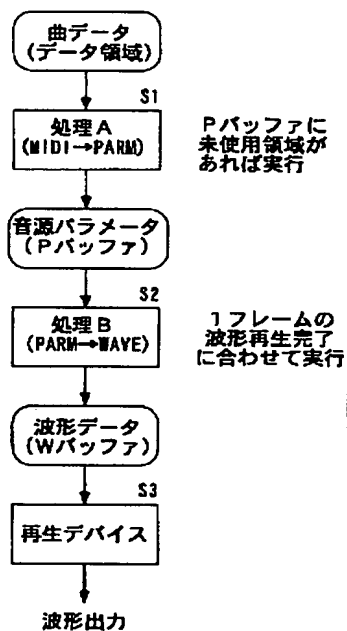 曲データ
(データ領域)
S1
処理A
(MIDI→PARM)
Pバッファに
未使用領域が
あれば実行
音源パラメータ
(Pバッファ)
S2
処理B
(PARM→WAVE)
1フレームの
波形再生完了
に合わせて実行
波形データ
(Wバッファ)
S3
再生デバイス
波形出力